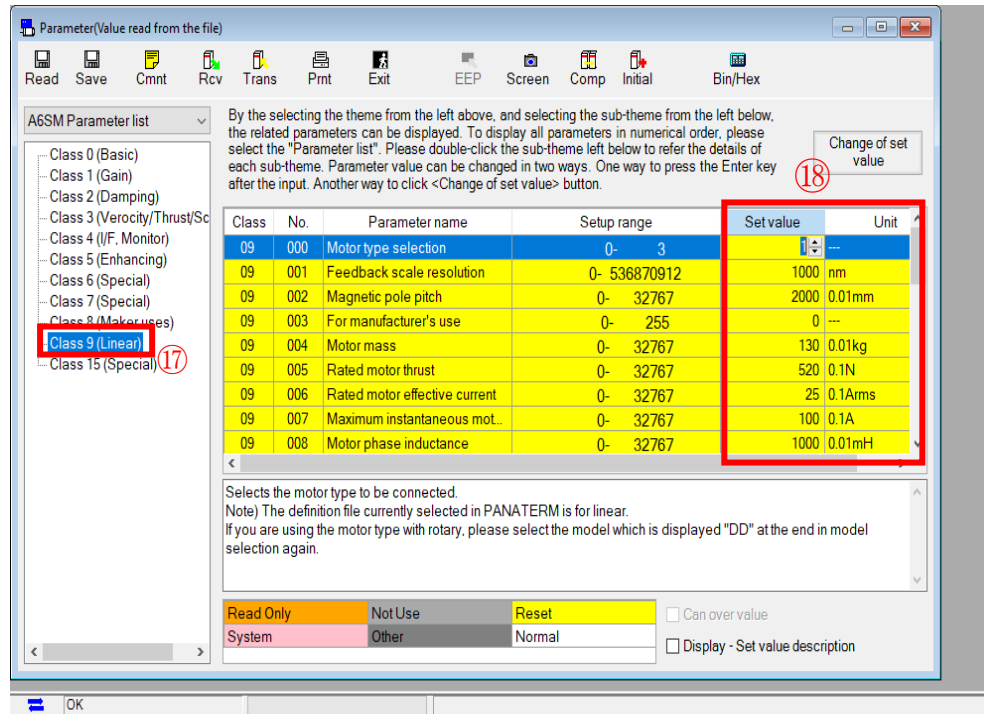 Parameter(Value read from the file)
Read Save Cmnt Rcv Trans Prnt Exit EEP Screen Comp Initial Bin/Hex
A6SM Parameter list
By the selecting the theme from the left above, and selecting the sub-theme from the left below,
the related parameters can be displayed. To display all parameters in numerical order, please
select the "Parameter list". Please double-click the sub-theme left below to refer the details of
each sub-theme. Parameter value can be changed in two ways. One way to press the Enter key
after the input. Another way to click <Change of set value> button.
Change of set
value
⑱
Class 0 (Basic)
Class 1 (Gain)
Class 2 (Damping)
Class 3 (Verocity/Thrust/Sc
Class 4 (I/F, Monitor)
Class 5 (Enhancing)
Class 6 (Special)
Class 7 (Special)
Class 8 (Maker uses)
Class 9 (Linear)
Class 15 (Special)
⑰
Class No. Parameter name Setup range Set value Unit
09 000 Motor type selection 0- 3 1 ---
09 001 Feedback scale resolution 0- 536870912 1000 nm
09 002 Magnetic pole pitch 0- 32767 2000 0.01mm
09 003 For manufacturer's use 0- 255 0 ---
09 004 Motor mass 0- 32767 130 0.01kg
09 005 Rated motor thrust 0- 32767 520 0.1N
09 006 Rated motor effective current 0- 32767 25 0.1Arms
09 007 Maximum instantaneous mot... 0- 32767 100 0.1A
09 008 Motor phase inductance 0- 32767 1000 0.01mH
Selects the motor type to be connected.
Note) The definition file currently selected in PANATERM is for linear.
If you are using the motor type with rotary, please select the model which is displayed "DD" at the end in model
selection again.
Read Only Not Use Reset
System Other Normal
Can over value
Display - Set value description
OK